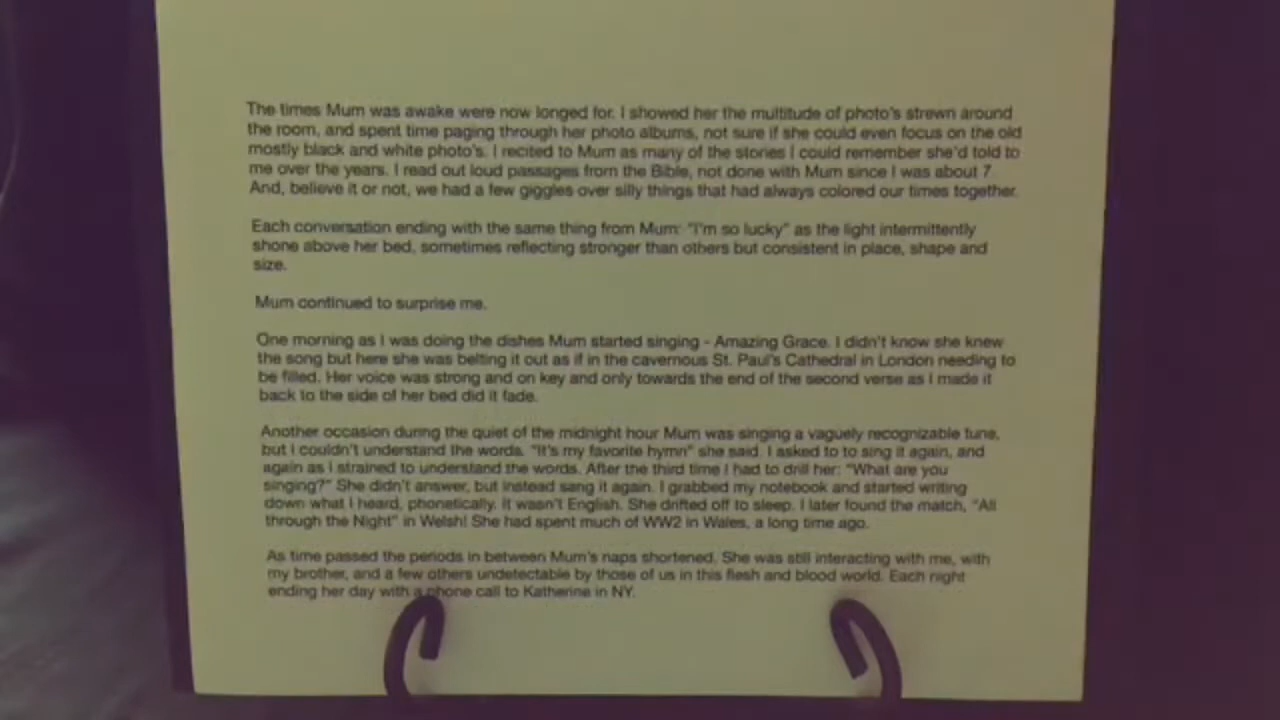 The times Mum was awake were now longed for. I showed her the multitude of photo's strewn around
the room, and spent time paging through her photo albums, not sure if she could even focus on the old
mostly black and white photo's. I recited to Mum as many of the stories I could remember she'd told to
me over the years. I read out loud passages from the Bible, not done with Mum since I was about 7.
And, believe it or not, we had a few giggles over silly things that had always colored our times together.
Each conversation ending with the same thing from Mum: "I'm so lucky" as the light intermittently
shone above her bed, sometimes reflecting stronger than others but consistent in place, shape and
size.
Mum continued to surprise me.
One morning as I was doing the dishes Mum started singing - Amazing Grace. I didn't know she knew
the song but here she was belting it out as if in the cavernous St. Paul's Cathedral in London needing to
be filled. Her voice was strong and on key and only towards the end of the second verse as I made it
back to the side of her bed did it fade.
Another occasion during the quiet of the midnight hour Mum was singing a vaguely recognizable tune,
but I couldn't understand the words. "It's my favorite hymn" she said. I asked to to sing it again, and
again as I strained to understand the words. After the third time I had to drill her: "What are you
singing?" She didn't answer, but instead sang it again. I grabbed my notebook and started writing
down what I heard, phonetically. It wasn't English. She drifted off to sleep. I later found the match, "All
through the Night" in Welsh! She had spent much of WW2 in Wales, a long time ago.
As time passed the periods in between Mum's naps shortened. She was still interacting with me, with
my brother, and a few others undetectable by those of us in this flesh and blood world. Each night
ending her day with a phone call to Katherine in NY.